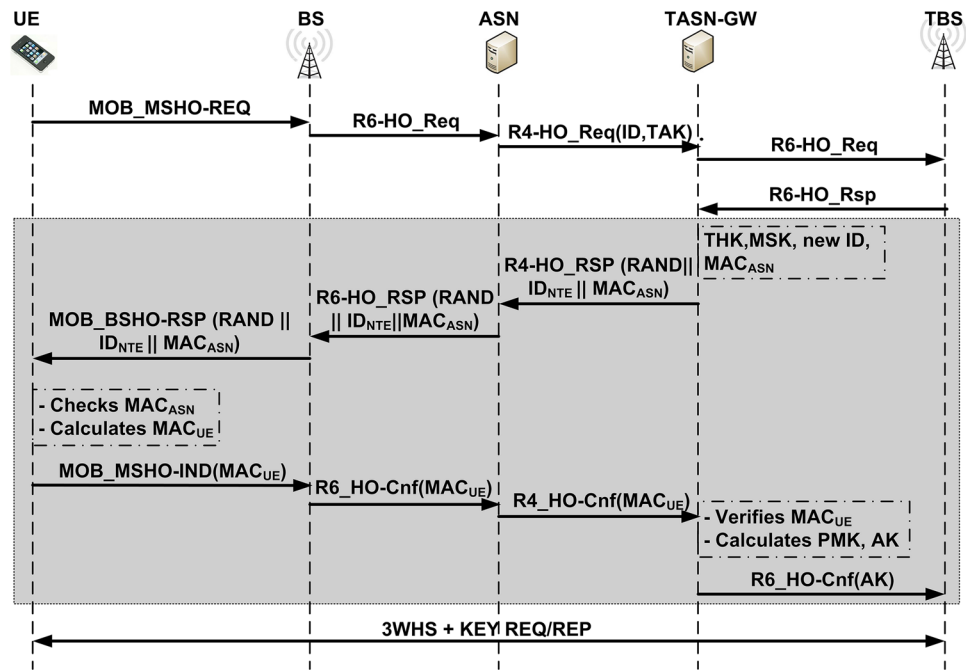 UE
BS
ASN
TASN-GW
TBS
MOB_MSHO-REQ
R6-HO_Req
R4-HO_Req(ID,TAK)
R6-HO_Req
R6-HO_Rsp
THK,MSK, new ID,
MAC_ASN
R4-HO_RSP (RAND||
ID_NTE || MAC_ASN)
R6-HO_RSP (RAND
|| ID_NTE||MAC_ASN)
MOB_BSHO-RSP (RAND ||
ID_NTE || MAC_ASN)
- Checks MAC_ASN
- Calculates MAC_UE
MOB_MSHO-IND(MAC_UE)
R6_HO-Cnf(MAC_UE)
R4_HO-Cnf(MAC_UE)
- Verifies MAC_UE
- Calculates PMK, AK
R6_HO-Cnf(AK)
3WHS + KEY REQ/REP